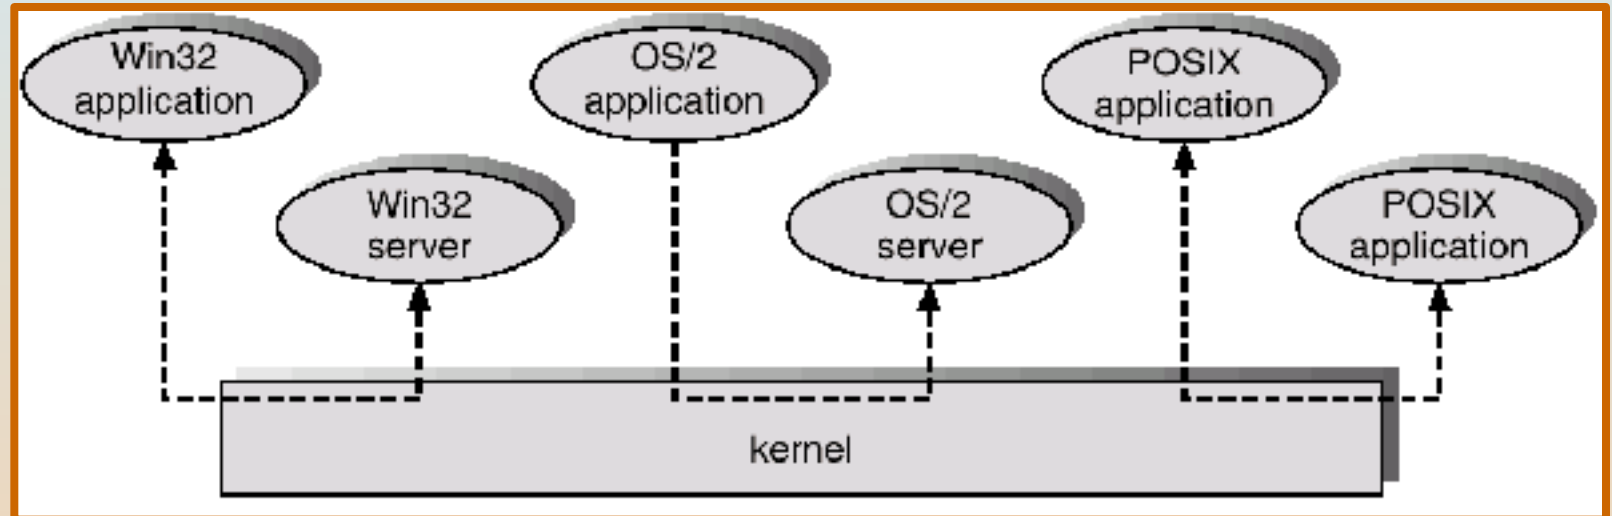 Win32
application
OS/2
application
POSIX
application
Win32
server
OS/2
server
POSIX
application
kernel